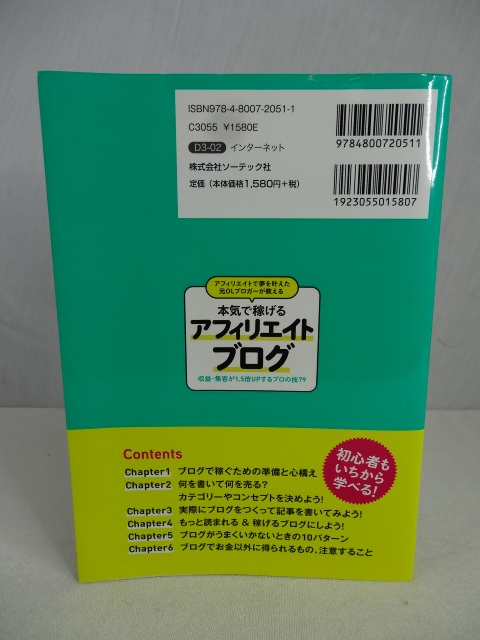 ISBN978-4-8007-2051-1
C3055 ¥1580E
D3-02 インターネット
株式会社ソーテック社
定価（本体価格1,580円+税）
9784800720511
1923055015807
アフィリエイトで夢を叶えた
元OLブロガーが教える
本気で稼げる
アフィリエイト
ブログ
収益・集客が1.5倍UPするプロの技79
Contents
初心者も
いちから
学べる！
Chapter1 ブログで稼ぐための準備と心構え
Chapter2 何を書いて何を売る？
カテゴリーやコンセプトを決めよう！
Chapter3 実際にブログをつくって記事を書いてみよう！
Chapter4 もっと読まれる & 稼げるブログにしよう！
Chapter5 ブログがうまくいかないときの10パターン
Chapter6 ブログでお金以外に得られるもの、注意すること